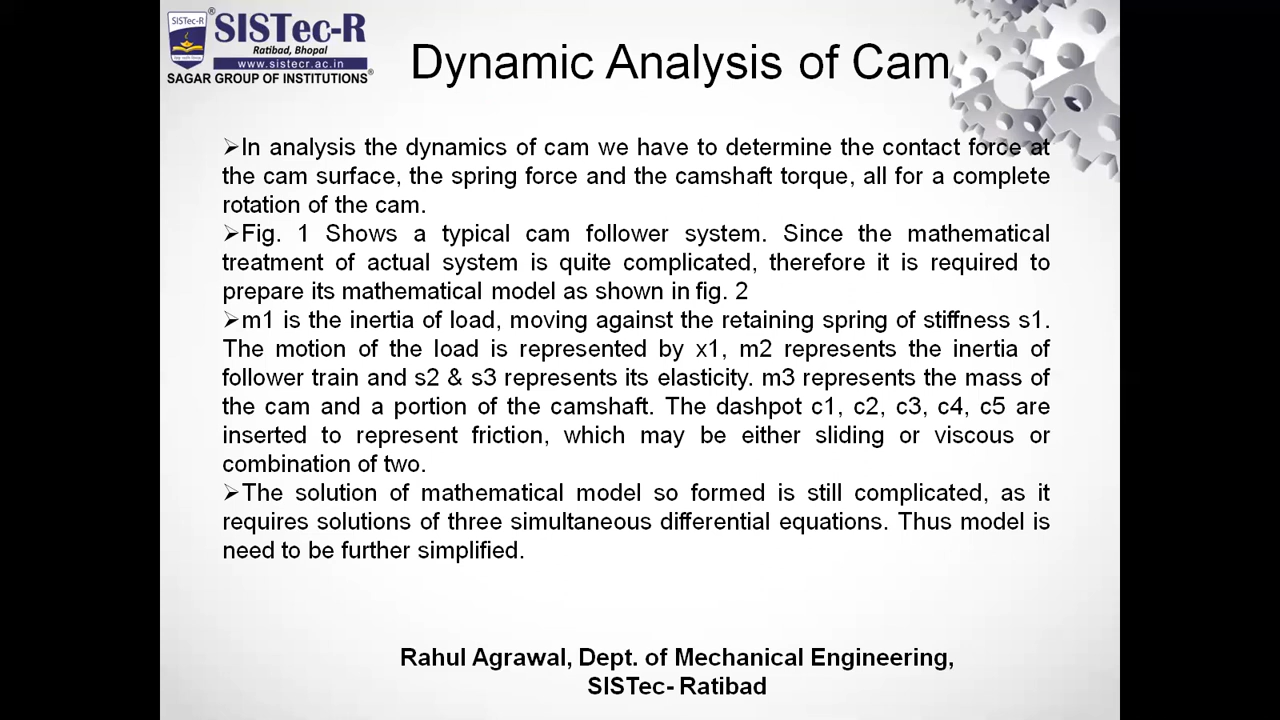 SISTec-R
®
SISTec-R
Ratibad, Bhopal
www.sistecr.ac.in
SAGAR GROUP OF INSTITUTIONS®
Dynamic Analysis of Cam
➢In analysis the dynamics of cam we have to determine the contact force at
the cam surface, the spring force and the camshaft torque, all for a complete
rotation of the cam.
➢Fig. 1 Shows a typical cam follower system. Since the mathematical
treatment of actual system is quite complicated, therefore it is required to
prepare its mathematical model as shown in fig. 2
➢m1 is the inertia of load, moving against the retaining spring of stiffness s1.
The motion of the load is represented by x1, m2 represents the inertia of
follower train and s2 & s3 represents its elasticity. m3 represents the mass of
the cam and a portion of the camshaft. The dashpot c1, c2, c3, c4, c5 are
inserted to represent friction, which may be either sliding or viscous or
combination of two.
➢The solution of mathematical model so formed is still complicated, as it
requires solutions of three simultaneous differential equations. Thus model is
need to be further simplified.
Rahul Agrawal, Dept. of Mechanical Engineering,
SISTec- Ratibad